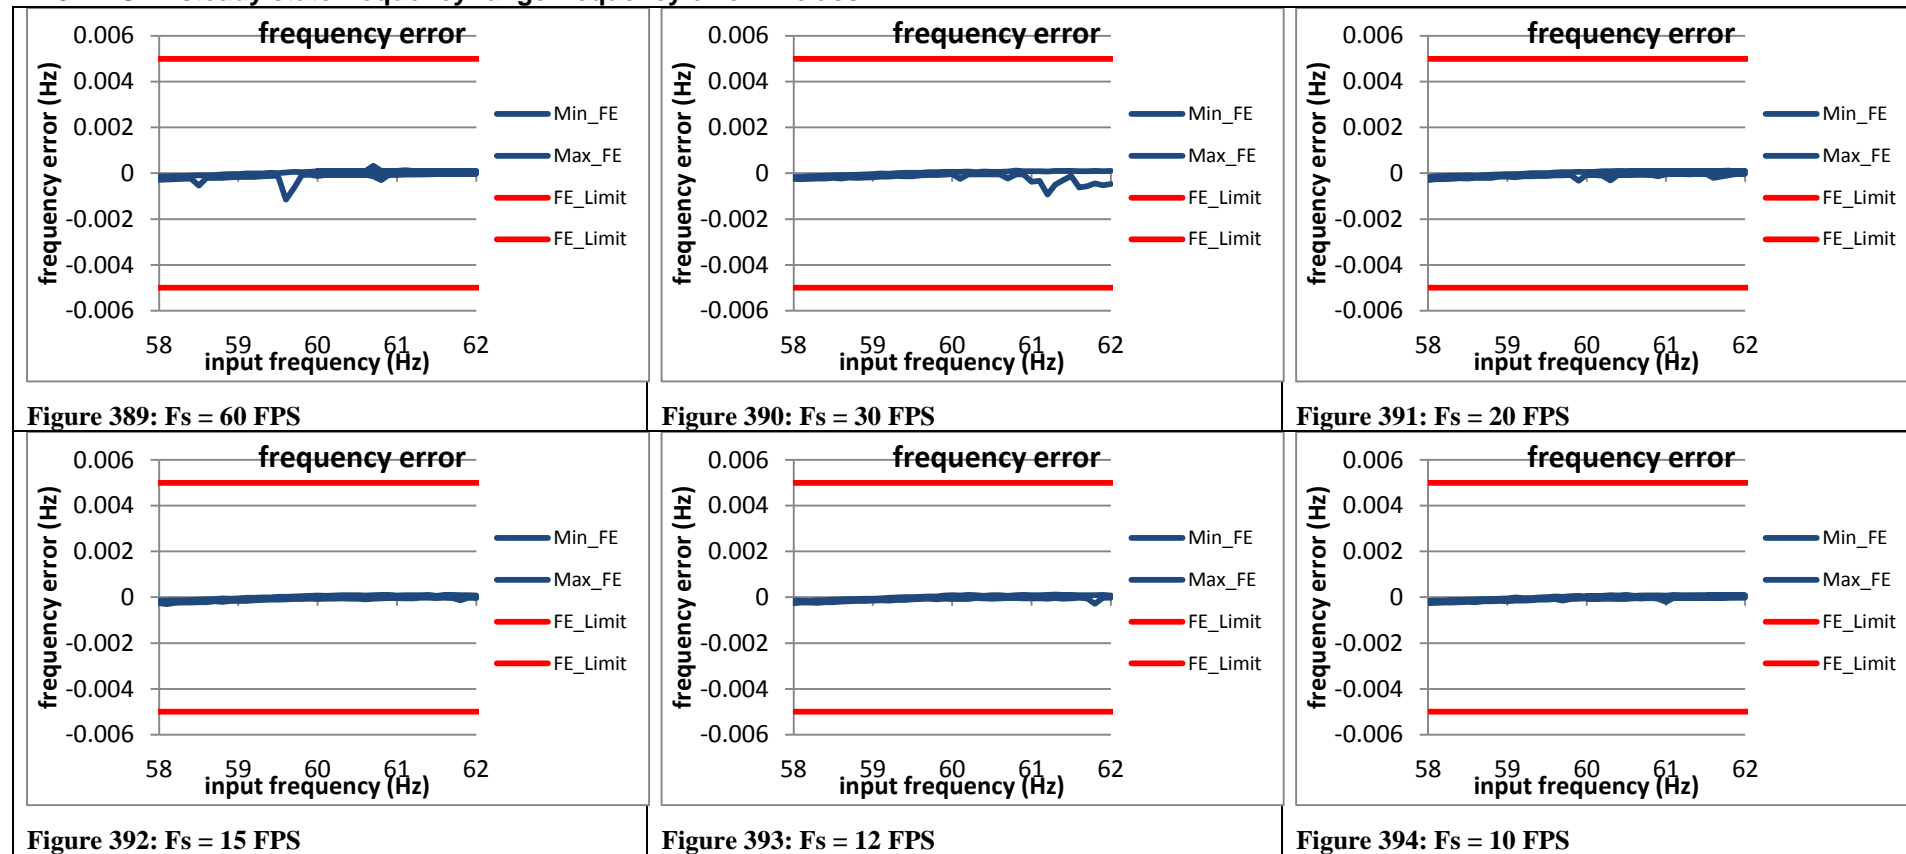 frequency error
0.006
0.004
0.002
0
-0.002
-0.004
-0.006
frequency error (Hz)
58 59 60 61 62
input frequency (Hz)
Min_FE
Max_FE
FE_Limit
FE_Limit
Figure 389: Fs = 60 FPS
frequency error
0.006
0.004
0.002
0
-0.002
-0.004
-0.006
frequency error (Hz)
58 59 60 61 62
input frequency (Hz)
Min_FE
Max_FE
FE_Limit
FE_Limit
Figure 390: Fs = 30 FPS
frequency error
0.006
0.004
0.002
0
-0.002
-0.004
-0.006
frequency error (Hz)
58 59 60 61 62
input frequency (Hz)
Min_FE
Max_FE
FE_Limit
FE_Limit
Figure 391: Fs = 20 FPS
frequency error
0.006
0.004
0.002
0
-0.002
-0.004
-0.006
frequency error (Hz)
58 59 60 61 62
input frequency (Hz)
Min_FE
Max_FE
FE_Limit
FE_Limit
Figure 392: Fs = 15 FPS
frequency error
0.006
0.004
0.002
0
-0.002
-0.004
-0.006
frequency error (Hz)
58 59 60 61 62
input frequency (Hz)
Min_FE
Max_FE
FE_Limit
FE_Limit
Figure 393: Fs = 12 FPS
frequency error
0.006
0.004
0.002
0
-0.002
-0.004
-0.006
frequency error (Hz)
58 59 60 61 62
input frequency (Hz)
Min_FE
Max_FE
FE_Limit
FE_Limit
Figure 394: Fs = 10 FPS